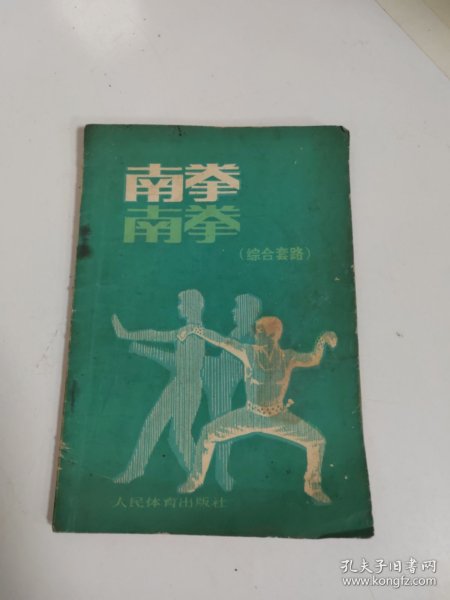 南拳
南拳
（综合套路）
人民体育出版社
孔夫子旧书网
www.kongfz.com